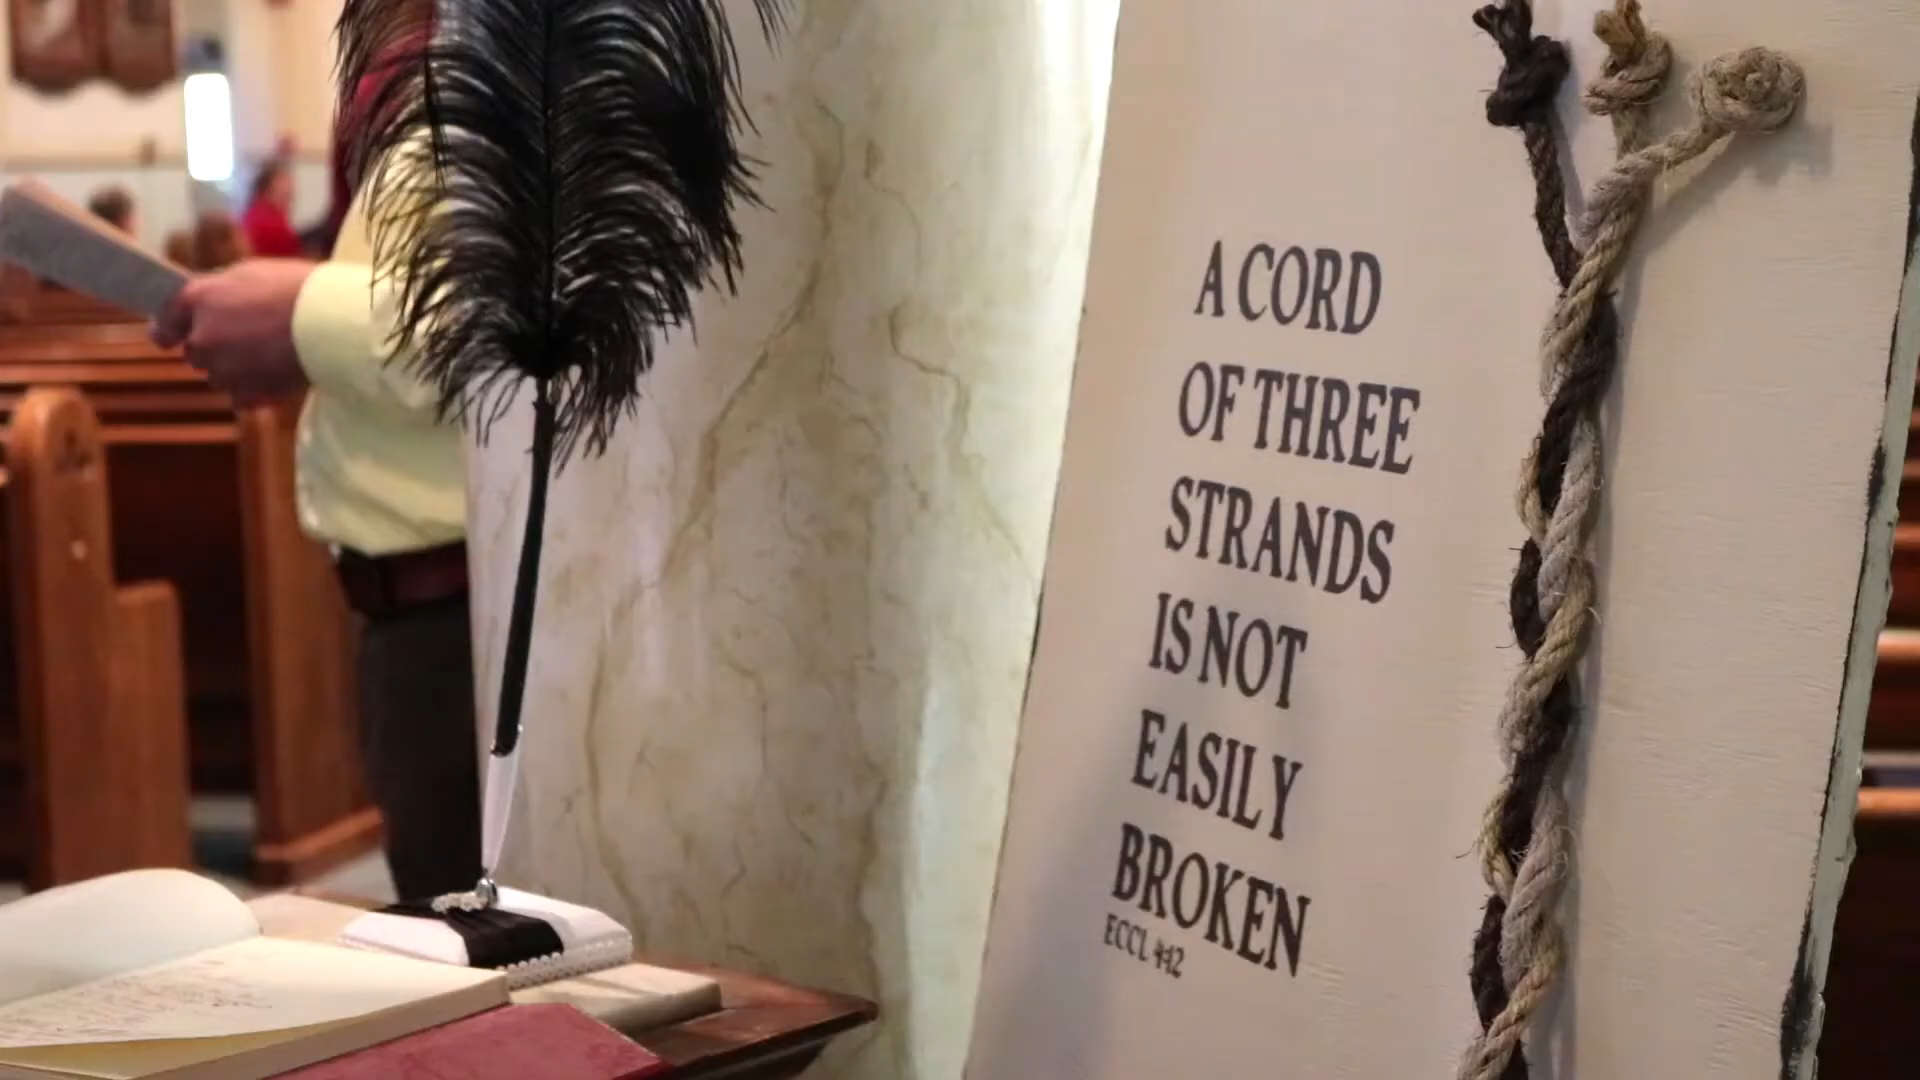 A CORD
OF THREE
STRANDS
IS NOT
EASILY
BROKEN
ECCL 4:12